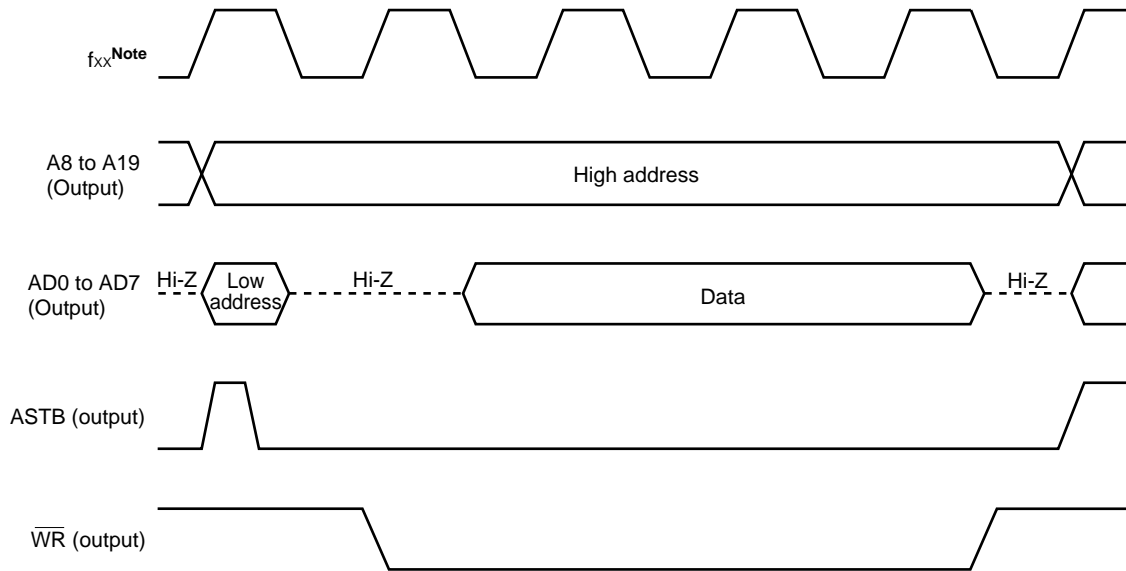 fxxNote
A8 to A19
(Output)
High address
AD0 to AD7
(Output)
Hi-Z
Low
address
Hi-Z
Data
Hi-Z
ASTB (output)
WR (output)